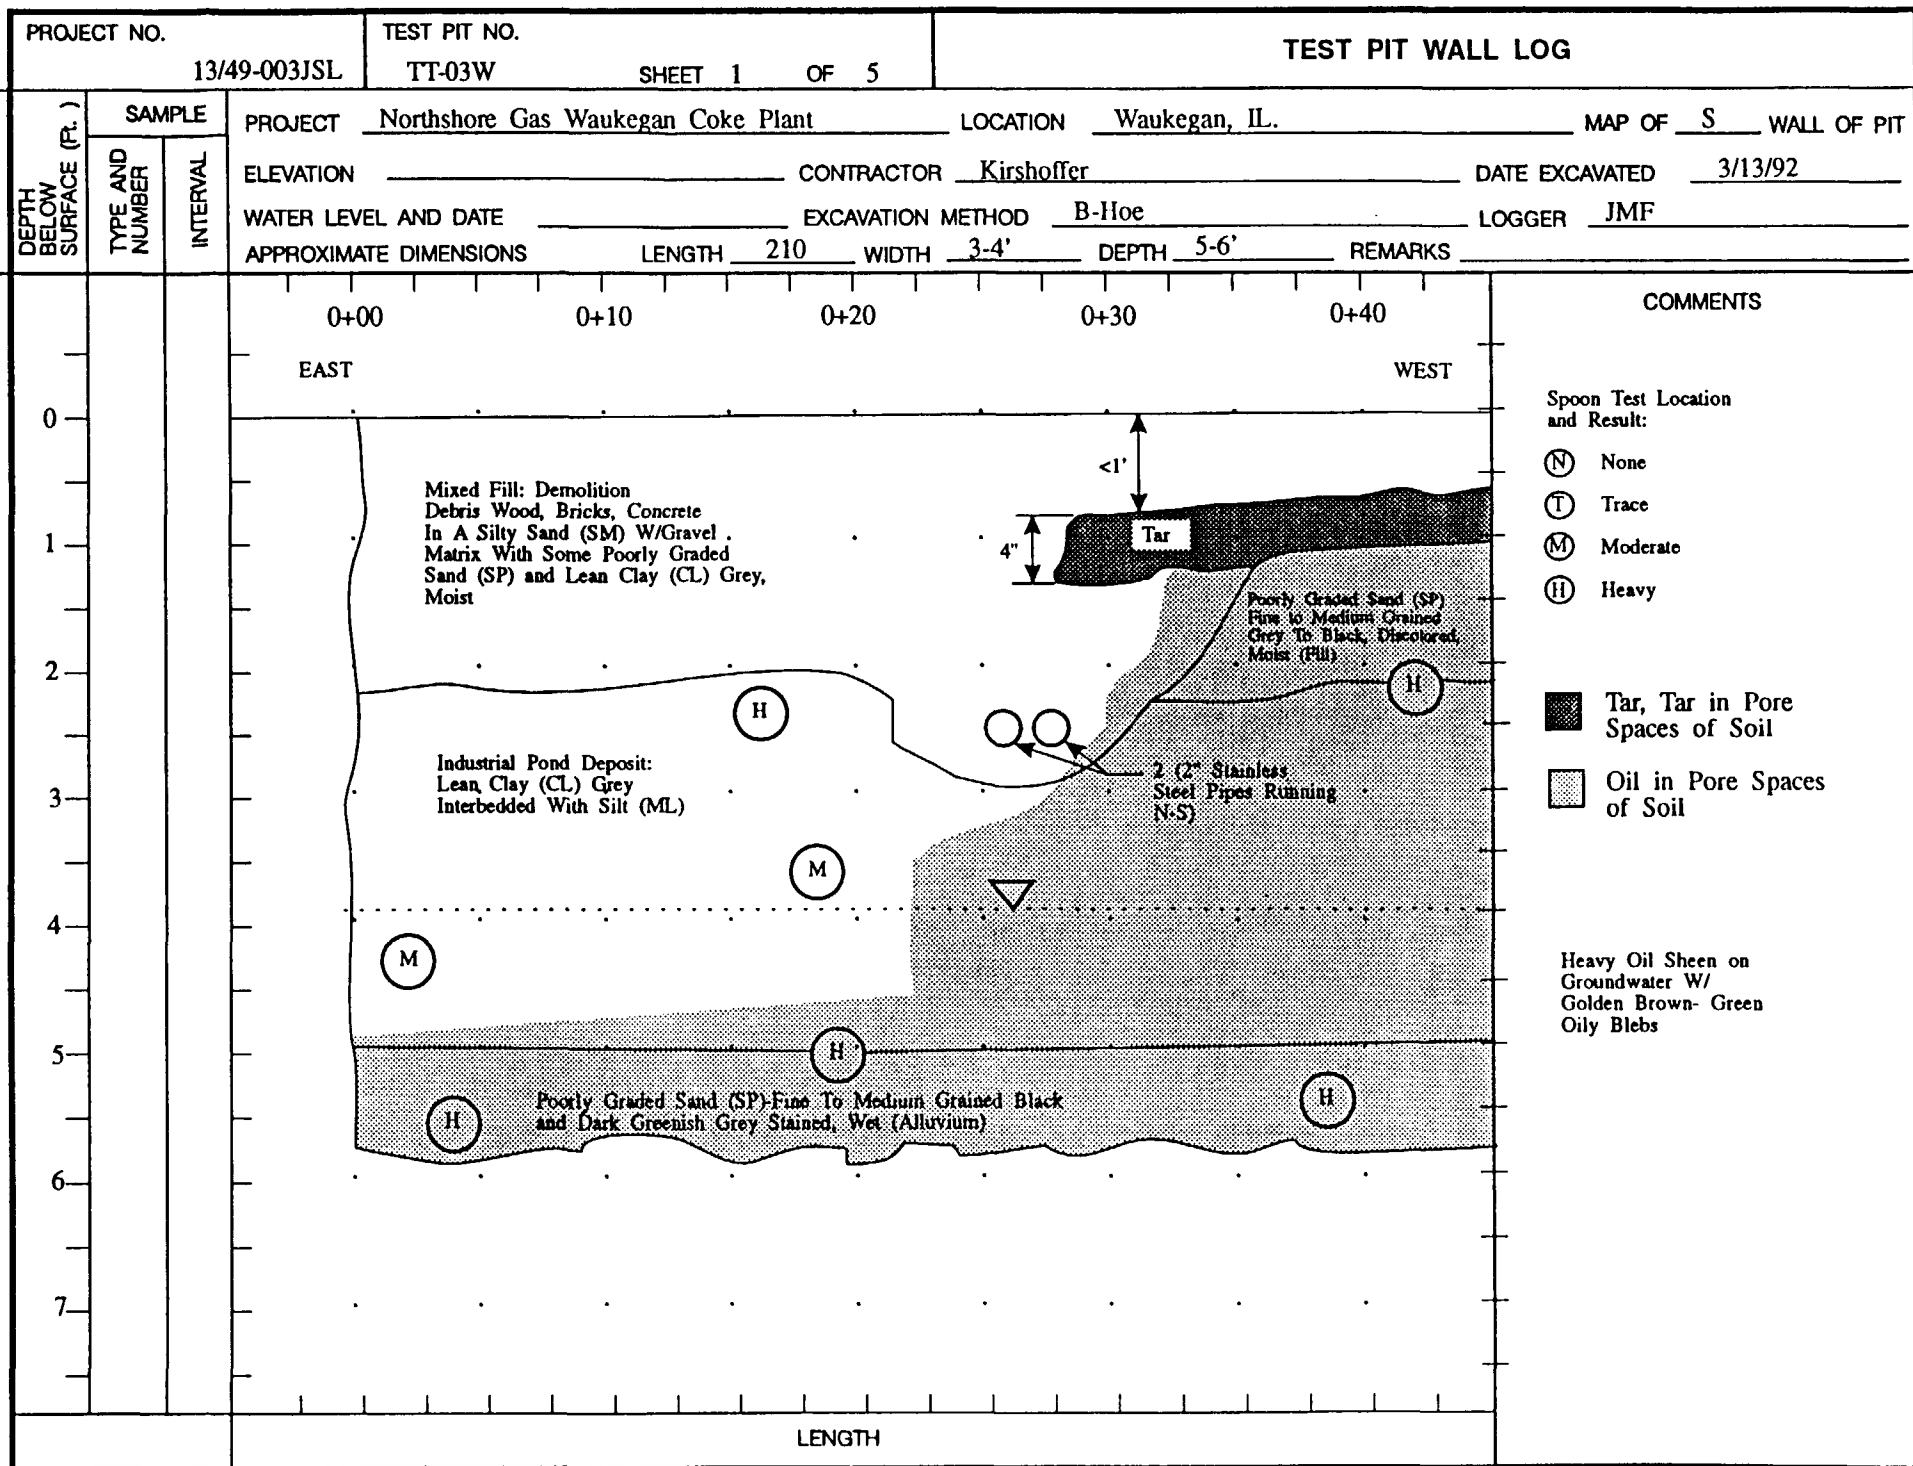 PROJECT NO.
13/49-003JSL
TEST PIT NO.
TT-03W SHEET 1 OF 5
TEST PIT WALL LOG
DEPTH BELOW SURFACE (Ft. )
SAMPLE
TYPE AND NUMBER
INTERVAL
PROJECT Northshore Gas Waukegan Coke Plant LOCATION Waukegan, IL. MAP OF S WALL OF PIT
ELEVATION CONTRACTOR Kirshoffer DATE EXCAVATED 3/13/92
WATER LEVEL AND DATE EXCAVATION METHOD B-Hoe LOGGER JMF
APPROXIMATE DIMENSIONS LENGTH 210 WIDTH 3-4' DEPTH 5-6' REMARKS
0+00 0+10 0+20 0+30 0+40
EAST WEST
0
1
2
3
4
5
6
7
Mixed Fill: Demolition
Debris Wood, Bricks, Concrete
In A Silty Sand (SM) W/Gravel
Matrix With Some Poorly Graded
Sand (SP) and Lean Clay (CL) Grey,
Moist
<1'
4"
Tar
Poorly Graded Sand (SP)
Fine to Medium Grained
Grey To Black, Discolored,
Moist (Fill)
H
H
Industrial Pond Deposit:
Lean Clay (CL) Grey
Interbedded With Silt (ML)
2 (2" Stainless
Steel Pipes Running
N-S)
M
M
H
H
H
Poorly Graded Sand (SP)-Fine To Medium Grained Black
and Dark Greenish Grey Stained, Wet (Alluvium)
LENGTH
COMMENTS
Spoon Test Location
and Result:
N None
T Trace
M Moderate
H Heavy
Tar, Tar in Pore
Spaces of Soil
Oil in Pore Spaces
of Soil
Heavy Oil Sheen on
Groundwater W/
Golden Brown- Green
Oily Blebs